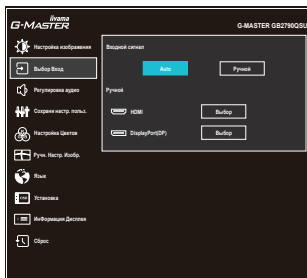 iiyama
G-MASTER
G-MASTER GB2790QSU
Настройка изображения
Входной сигнал
Выбор Вход
Auto
Ручной
Регулировка аудио
Ручной
Сохрани настр. польз.
HDMI
Выбор
Настройка Цветов
DisplayPort(DP)
Выбор
Ручн. Настр. Изобр.
Язык
OSD
Установка
Информация Дисплея
Сброс